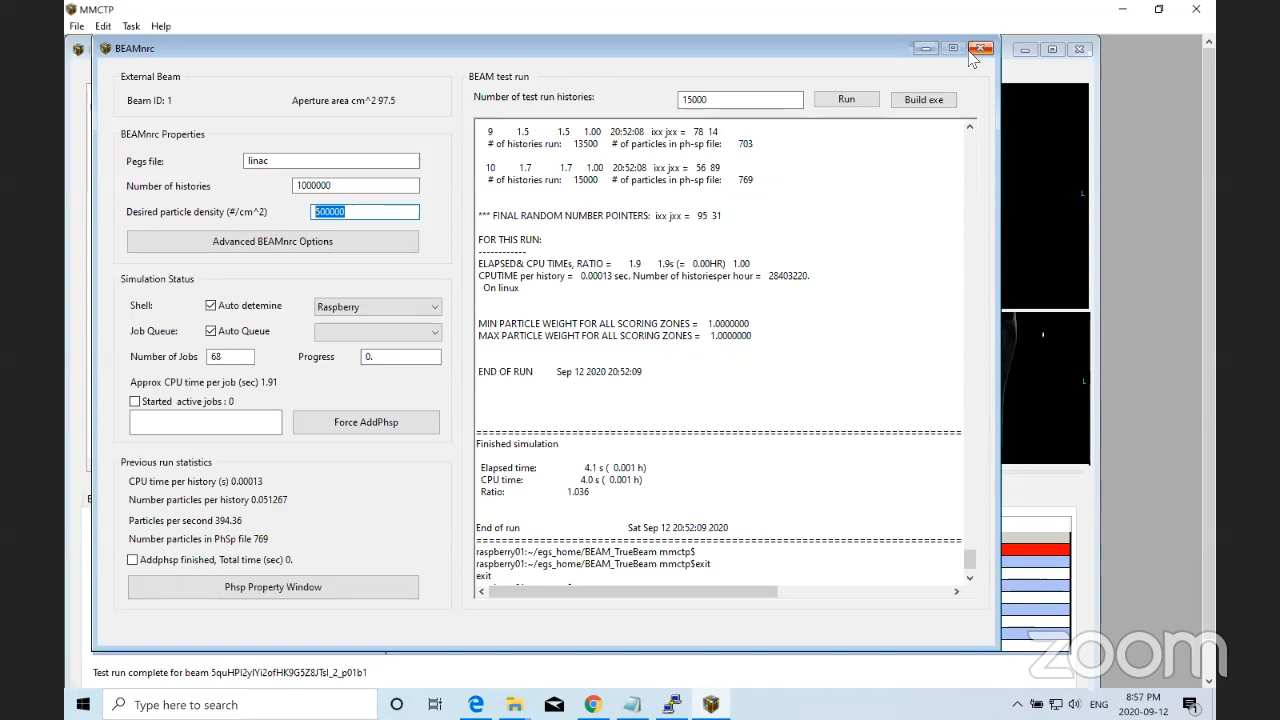 MMCTP
File Edit Task Help
BEAMnrc
External Beam
Beam ID: 1 Aperture area cm^2 97.5
BEAMnrc Properties
Pegs file: linac
Number of histories 1000000
Desired particle density (#/cm^2) 500000
Advanced BEAMnrc Options
Simulation Status
Shell: Auto detemine Raspberry
Job Queue: Auto Queue
Number of Jobs 68 Progress 0.
Approx CPU time per job (sec) 1.91
Started active jobs : 0
Force AddPhsp
Previous run statistics
CPU time per history (s) 0.00013
Number particles per history 0.051267
Particles per second 394.36
Number particles in PhSp file 769
Addphsp finished, Total time (sec) 0.
Phsp Property Window
BEAM test run
Number of test run histories: 15000 Run Build exe
9 1.5 1.5 1.00 20:52:08 ixx jxx = 78 14
# of histories run: 13500 # of particles in ph-sp file: 703
10 1.7 1.7 1.00 20:52:08 ixx jxx = 56 89
# of histories run: 15000 # of particles in ph-sp file: 769
*** FINAL RANDOM NUMBER POINTERS: ixx jxx = 95 31
FOR THIS RUN:
------------
ELAPSED& CPU TIMEs, RATIO = 1.9 1.9s (= 0.00HR) 1.00
CPUTIME per history = 0.00013 sec. Number of historiesper hour = 28403220.
On linux
MIN PARTICLE WEIGHT FOR ALL SCORING ZONES = 1.0000000
MAX PARTICLE WEIGHT FOR ALL SCORING ZONES = 1.0000000
END OF RUN Sep 12 2020 20:52:09
Finished simulation
Elapsed time: 4.1 s ( 0.001 h)
CPU time: 4.0 s ( 0.001 h)
Ratio: 1.036
End of run Sat Sep 12 20:52:09 2020
raspberry01:~/egs_home/BEAM_TrueBeam mmctp$
raspberry01:~/egs_home/BEAM_TrueBeam mmctp$exit
exit
L
L
zoom
Test run complete for beam 5quHPI2yIYi2ofHK9G5Z8JTsl_2_p01b1
Type here to search
ENG
8:57 PM
2020-09-12
1